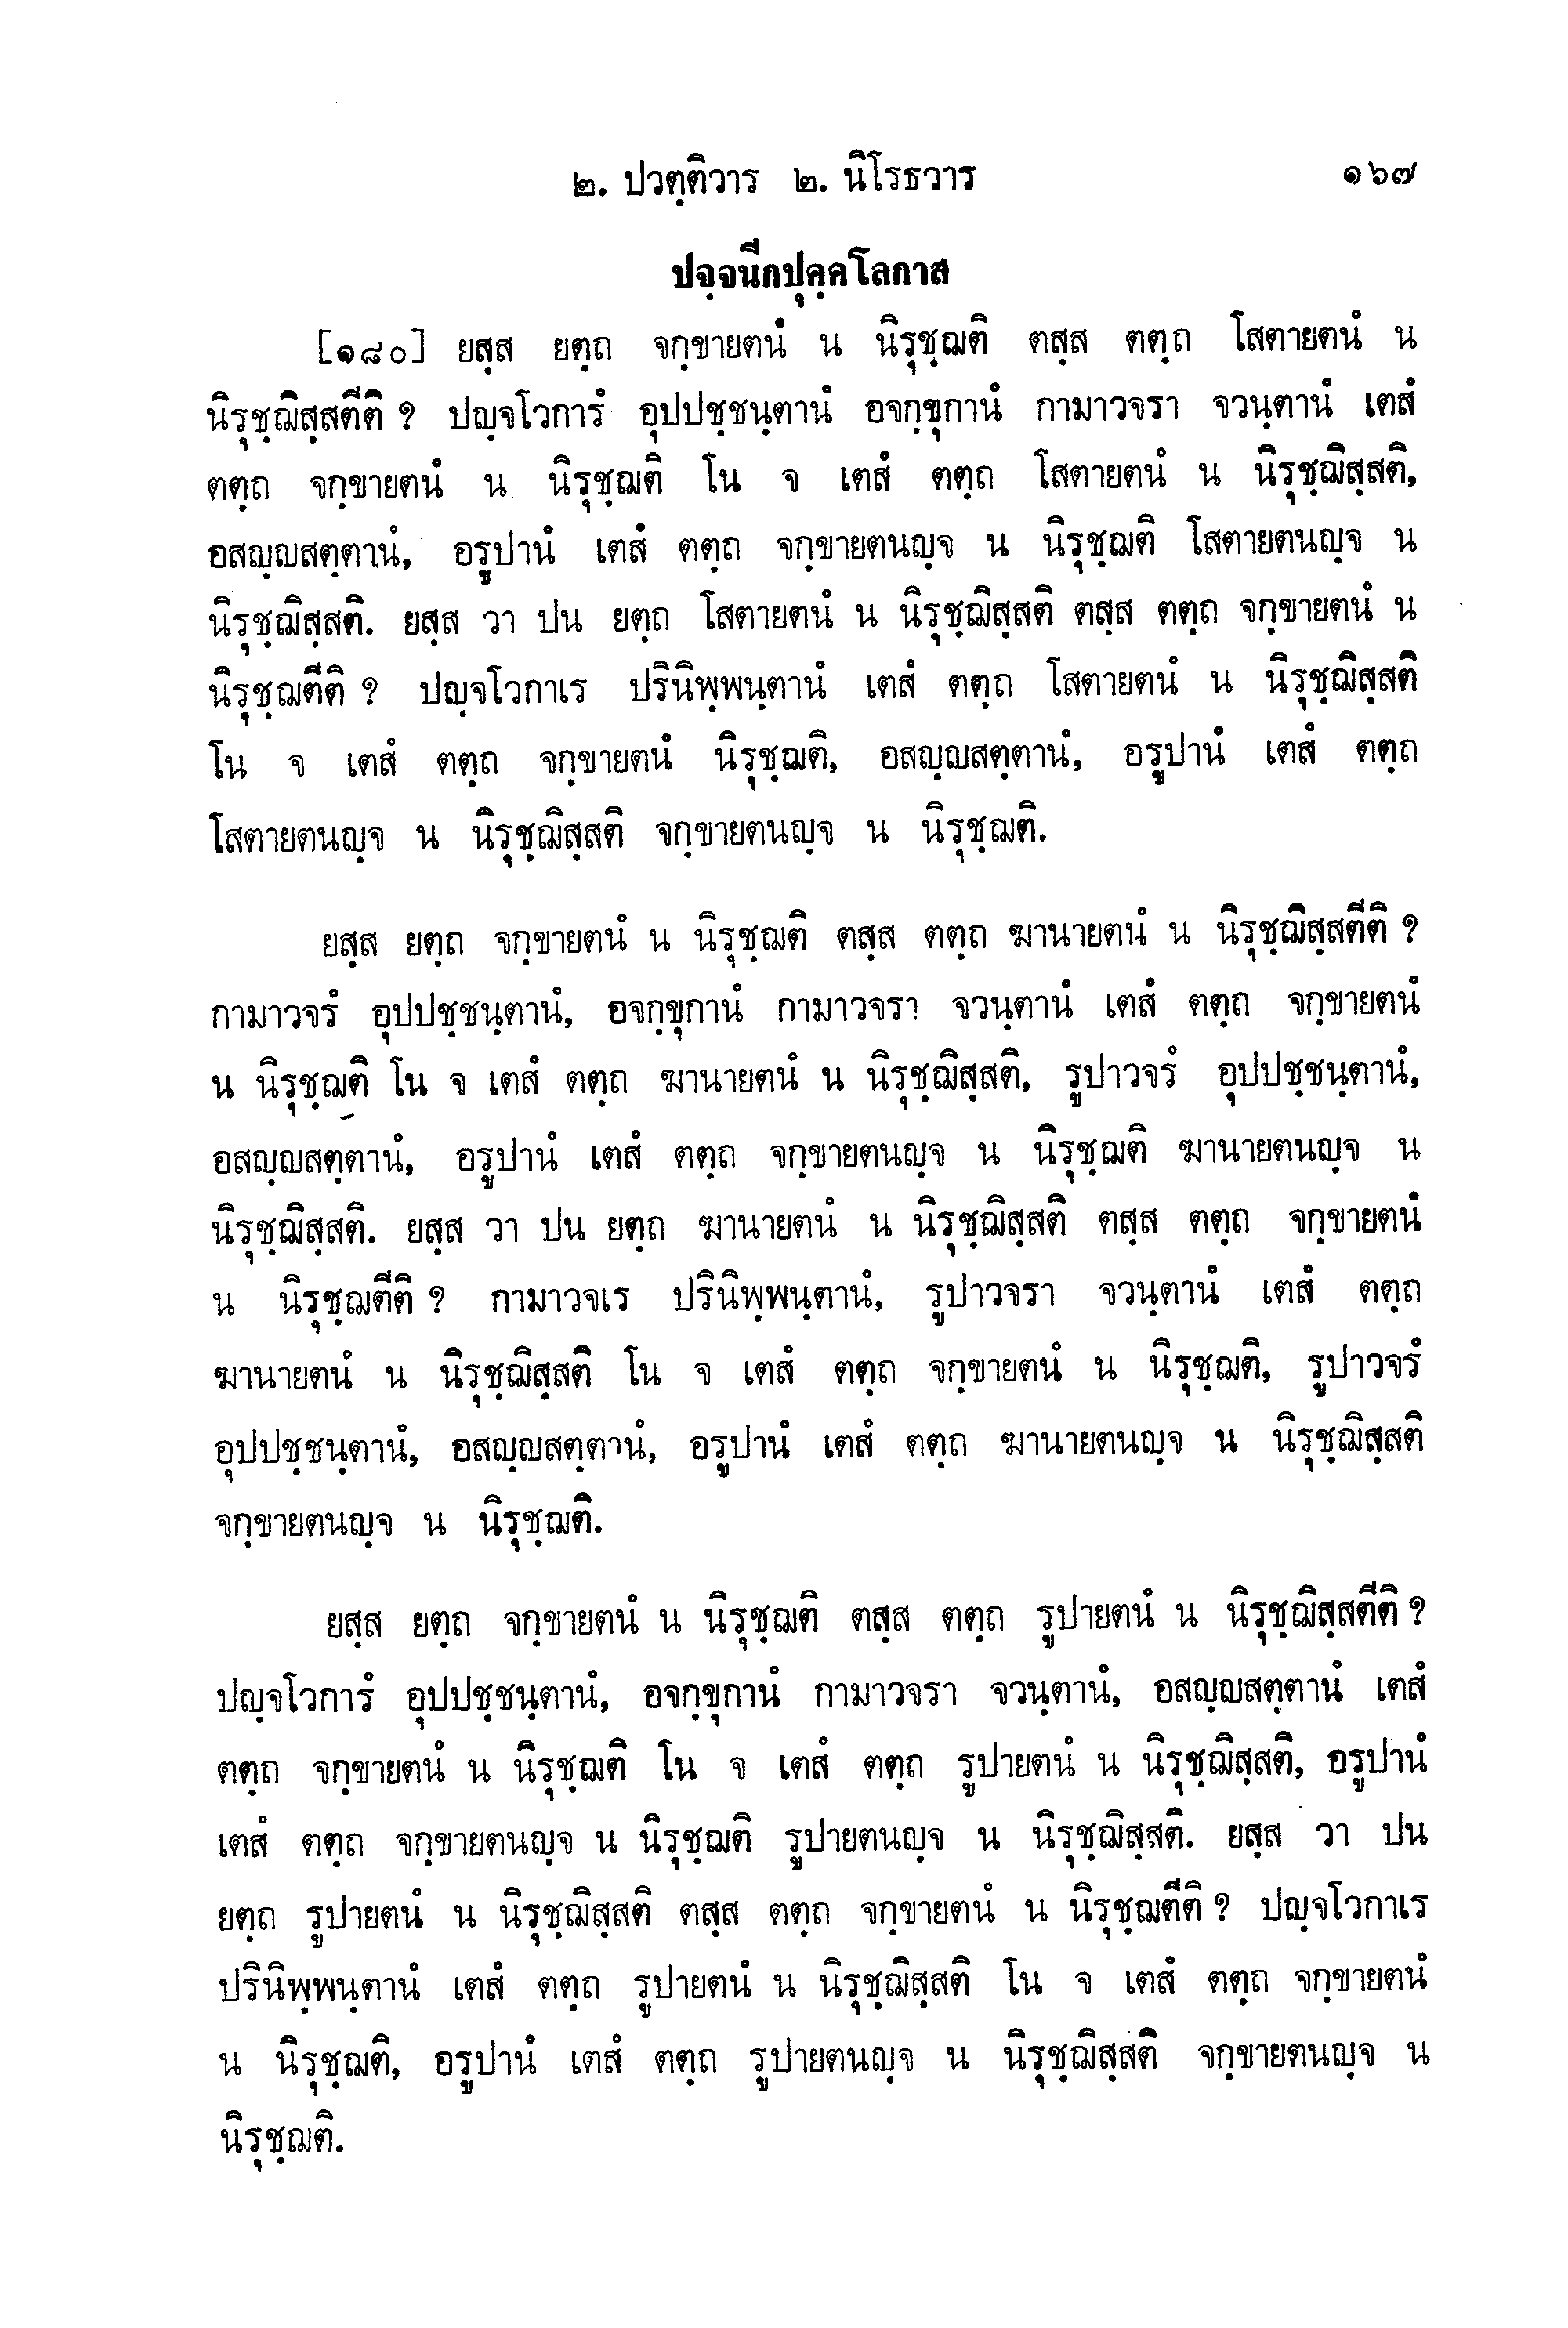 ๒. ปวตฺติวาร ๒. นิโรธวาร ๑๖๗
ปจฺจนีกปุคฺคโลกาส
[๑๘๐] ยสฺส ยตฺถ จกฺขายตนํ น นิรุชฺฌติ ตสฺส ตตฺถ โสตายตนํ น
นิรุชฺฌิสฺสตีติ ? ปญฺจโวการํ อุปปชฺชนฺตานํ อจกฺขุกานํ กามาวจรา จวนฺตานํ เตสํ
ตตฺถ จกฺขายตนํ น นิรุชฺฌติ โน จ เตสํ ตตฺถ โสตายตนํ น นิรุชฺฌิสฺสติ,
อสญฺญสตฺตานํ, อรูปานํ เตสํ ตตฺถ จกฺขายตนญฺจ น นิรุชฺฌติ โสตายตนญฺจ น
นิรุชฺฌิสฺสติ. ยสฺส วา ปน ยตฺถ โสตายตนํ น นิรุชฺฌิสฺสติ ตสฺส ตตฺถ จกฺขายตนํ น
นิรุชฺฌตีติ ? ปญฺจโวกาเร ปรินิพฺพนฺตานํ เตสํ ตตฺถ โสตายตนํ น นิรุชฺฌิสฺสติ
โน จ เตสํ ตตฺถ จกฺขายตนํ นิรุชฺฌติ, อสญฺญสตฺตานํ, อรูปานํ เตสํ ตตฺถ
โสตายตนญฺจ น นิรุชฺฌิสฺสติ จกฺขายตนญฺจ น นิรุชฺฌติ.
ยสฺส ยตฺถ จกฺขายตนํ น นิรุชฺฌติ ตสฺส ตตฺถ ฆานายตนํ น นิรุชฺฌิสฺสตีติ ?
กามาวจรํ อุปปชฺชนฺตานํ, อจกฺขุกานํ กามาวจรา จวนฺตานํ เตสํ ตตฺถ จกฺขายตนํ
น นิรุชฺฌติ โน จ เตสํ ตตฺถ ฆานายตนํ น นิรุชฺฌิสฺสติ, รูปาวจรํ อุปปชฺชนฺตานํ,
อสญฺญสตฺตานํ, อรูปานํ เตสํ ตตฺถ จกฺขายตนญฺจ น นิรุชฺฌติ ฆานายตนญฺจ น
นิรุชฺฌิสฺสติ. ยสฺส วา ปน ยตฺถ ฆานายตนํ น นิรุชฺฌิสฺสติ ตสฺส ตตฺถ จกฺขายตนํ
น นิรุชฺฌตีติ ? กามาวจเร ปรินิพฺพนฺตานํ, รูปาวจรา จวนฺตานํ เตสํ ตตฺถ
ฆานายตนํ น นิรุชฺฌิสฺสติ โน จ เตสํ ตตฺถ จกฺขายตนํ น นิรุชฺฌติ, รูปาวจรํ
อุปปชฺชนฺตานํ, อสญฺญสตฺตานํ, อรูปานํ เตสํ ตตฺถ ฆานายตนญฺจ น นิรุชฺฌิสฺสติ
จกฺขายตนญฺจ น นิรุชฺฌติ.
ยสฺส ยตฺถ จกฺขายตนํ น นิรุชฺฌติ ตสฺส ตตฺถ รูปายตนํ น นิรุชฺฌิสฺสตีติ ?
ปญฺจโวการํ อุปปชฺชนฺตานํ, อจกฺขุกานํ กามาวจรา จวนฺตานํ, อสญฺญสตฺตานํ เตสํ
ตตฺถ จกฺขายตนํ น นิรุชฺฌติ โน จ เตสํ ตตฺถ รูปายตนํ น นิรุชฺฌิสฺสติ, อรูปานํ
เตสํ ตตฺถ จกฺขายตนญฺจ น นิรุชฺฌติ รูปายตนญฺจ น นิรุชฺฌิสฺสติ. ยสฺส วา ปน
ยตฺถ รูปายตนํ น นิรุชฺฌิสฺสติ ตสฺส ตตฺถ จกฺขายตนํ น นิรุชฺฌตีติ ? ปญฺจโวกาเร
ปรินิพฺพนฺตานํ เตสํ ตตฺถ รูปายตนํ น นิรุชฺฌิสฺสติ โน จ เตสํ ตตฺถ จกฺขายตนํ
น นิรุชฺฌติ, อรูปานํ เตสํ ตตฺถ รูปายตนญฺจ น นิรุชฺฌิสฺสติ จกฺขายตนญฺจ น
นิรุชฺฌติ.